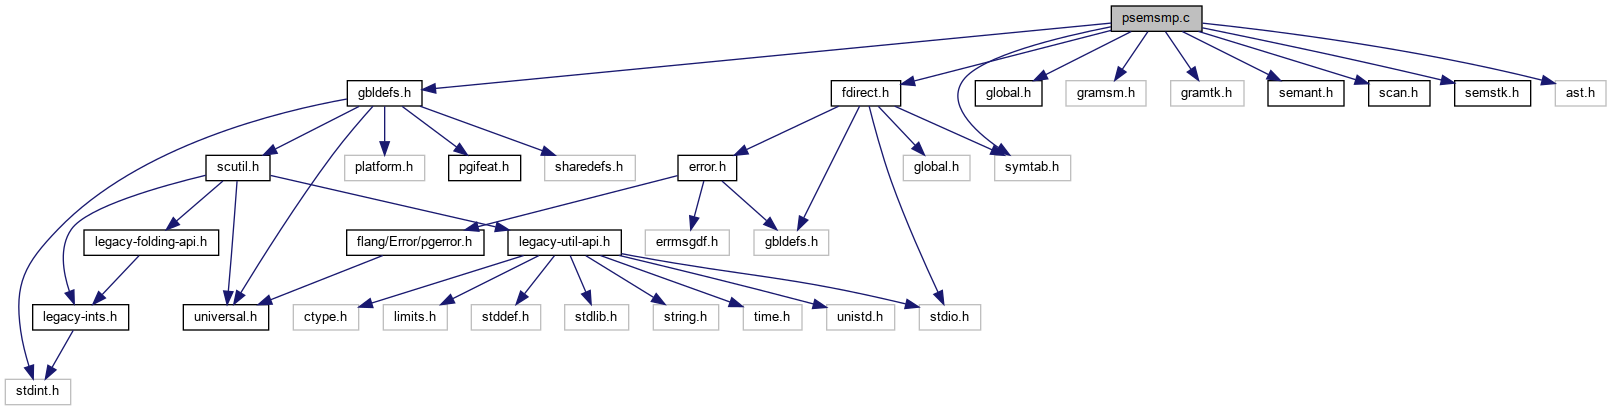 psemsmp.c
gbldefs.h
fdirect.h
global.h
gramsm.h
gramtk.h
semant.h
scan.h
semstk.h
ast.h
scutil.h
platform.h
pgifeat.h
sharedefs.h
error.h
global.h
symtab.h
legacy-folding-api.h
flang/Error/pgerror.h
legacy-util-api.h
errmsgdf.h
gbldefs.h
legacy-ints.h
universal.h
ctype.h
limits.h
stddef.h
stdlib.h
string.h
time.h
unistd.h
stdio.h
stdint.h